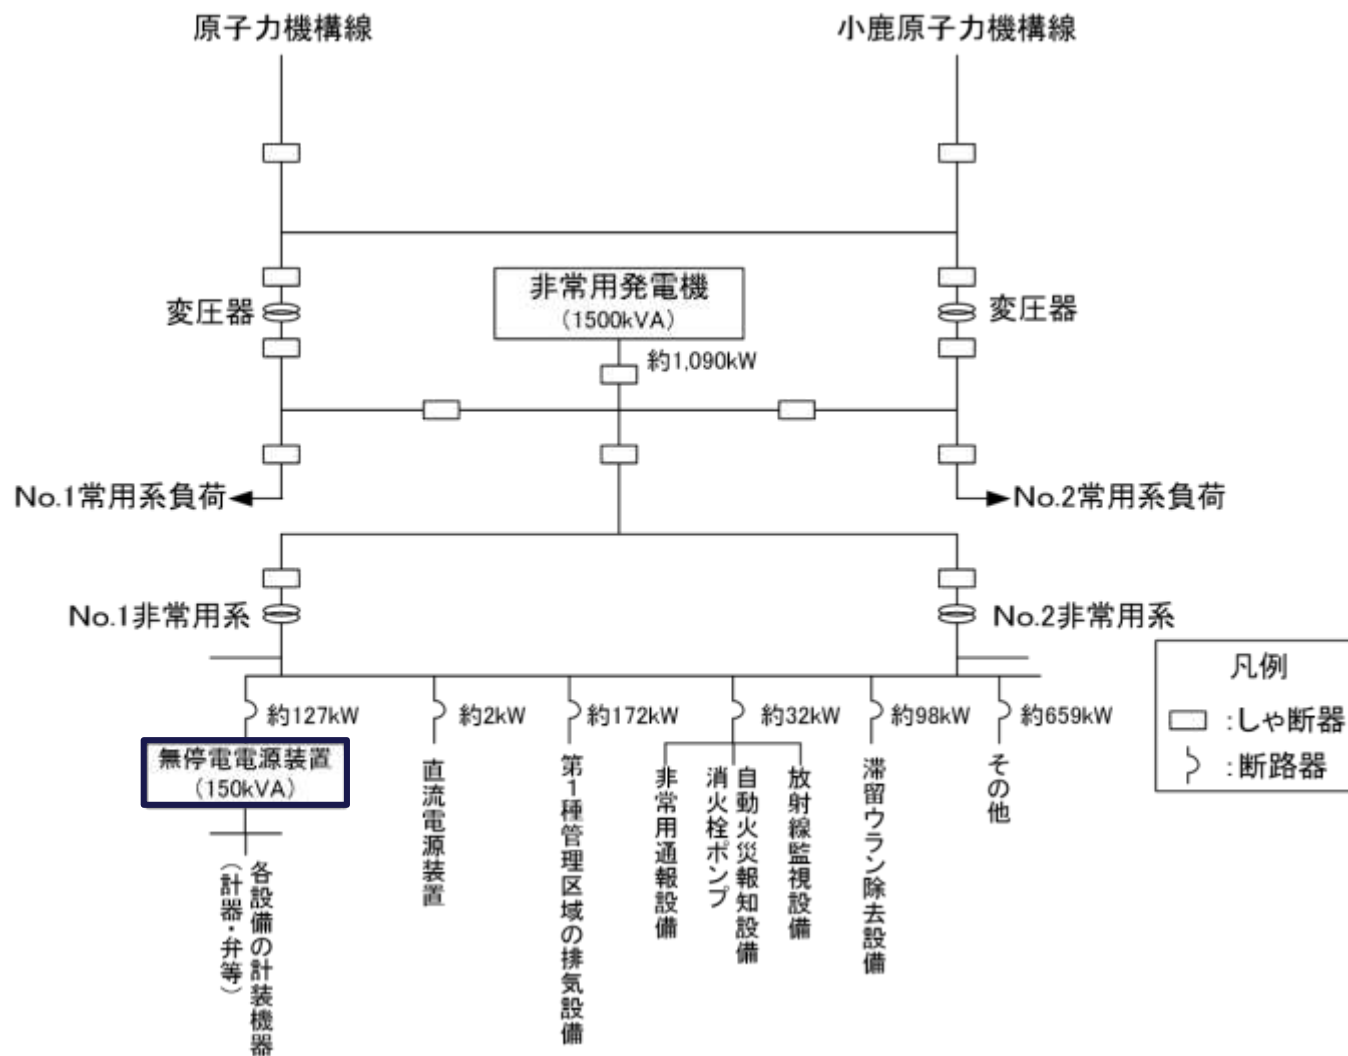 原子力機構線
小鹿原子力機構線
変圧器
非常用発電機
(1500kVA)
変圧器
約1,090kW
No.1常用系負荷
No.2常用系負荷
No.1非常用系
No.2非常用系
凡例
:しゃ断器
:断路器
約127kW
約2kW
約172kW
約32kW
約98kW
約659kW
無停電電源装置
(150kVA)
各設備の計装機器
(計器・弁等)
直流電源装置
第1種管理区域の排気設備
非常用通報設備
消火栓ポンプ
自動火災報知設備
放射線監視設備
滞留ウラン除去設備
その他